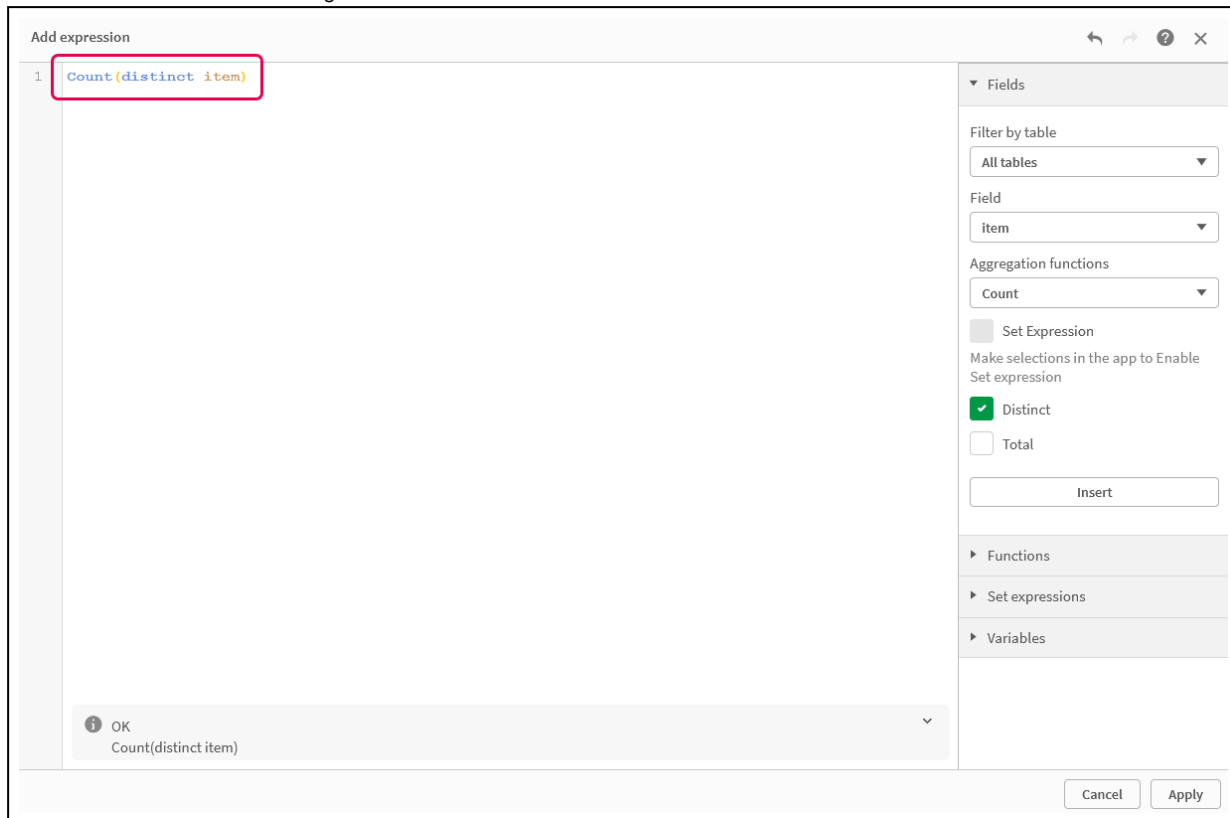 Add expression
1 Count(distinct item)
Fields
Filter by table
All tables
Field
item
Aggregation functions
Count
Set Expression
Make selections in the app to Enable
Set expression
Distinct
Total
Insert
Functions
Set expressions
Variables
OK
Count(distinct item)
Cancel Apply